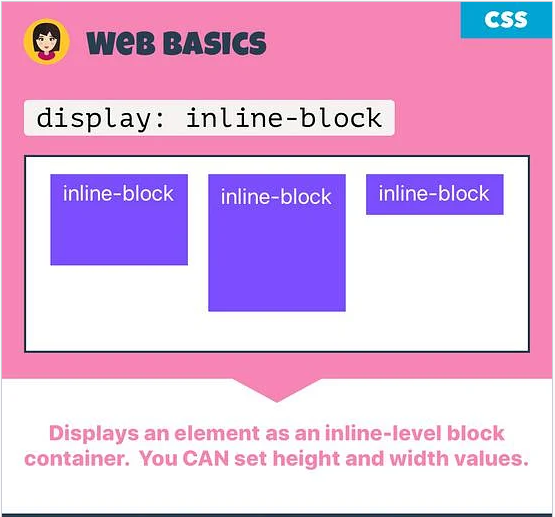 CSS
WeB BASICS
display: inline-block
inline-block inline-block inline-block
Displays an element as an inline-level block
container. You CAN set height and width values.